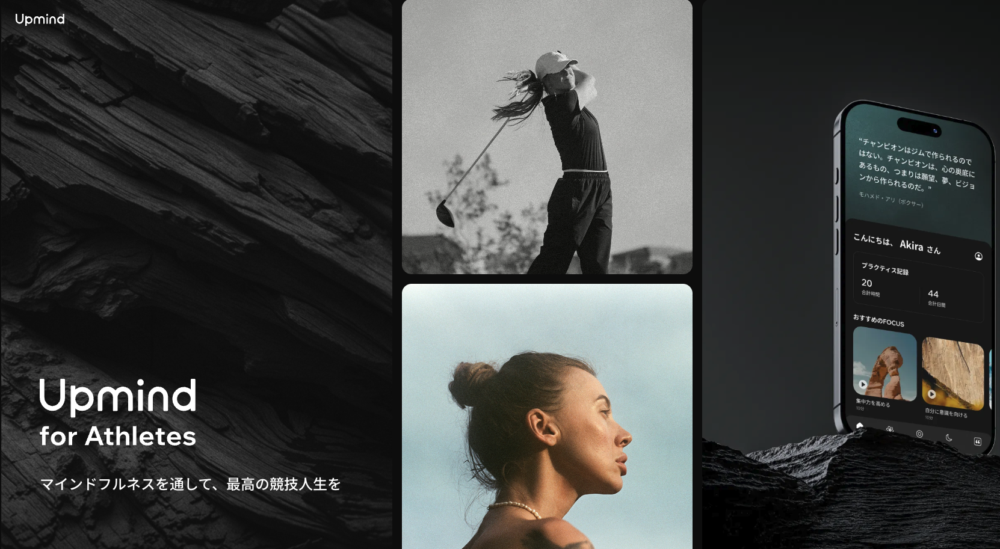 Upmind
Upmind
for Athletes
マインドフルネスを通して、最高の競技人生を
“チャンピオンはジムで作られるので
はない。チャンピオンは、心の奥底に
あるもの、つまりは願望、夢、ビジョ
ンから作られるのだ。”
モハメド・アリ（ボクサー）
こんにちは、 Akira さん
プラクティス記録
20
合計時間
44
合計日間
おすすめのFOCUS
集中力を高める
10分
自分に意識を向ける
10分